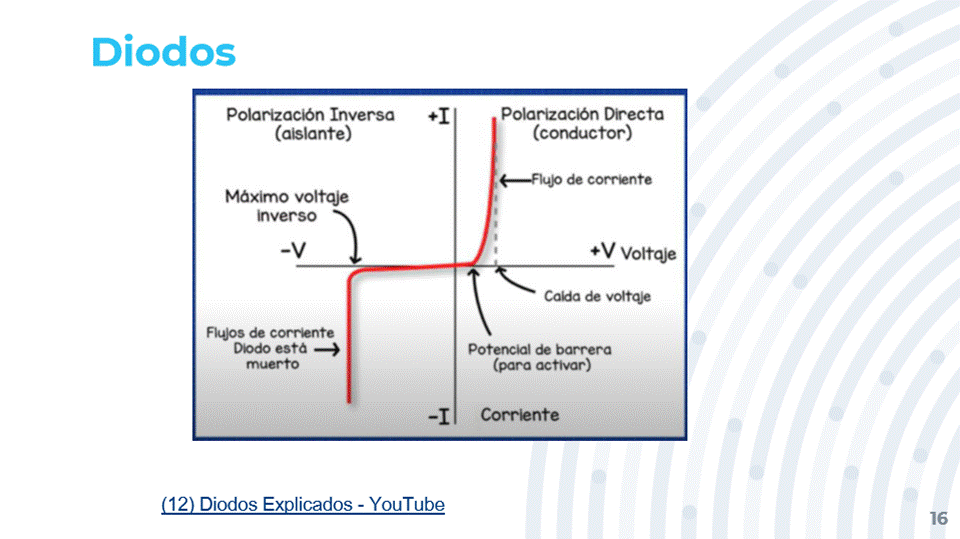 Diodos
Polarización Inversa
(aislante)
+I
Polarización Directa
(conductor)
Flujo de corriente
Máximo voltaje
inverso
-V
+V Voltaje
Caída de voltaje
Flujos de corriente
Diodo está
muerto
Potencial de barrera
(para activar)
-I
Corriente
(12) Diodos Explicados - YouTube
16